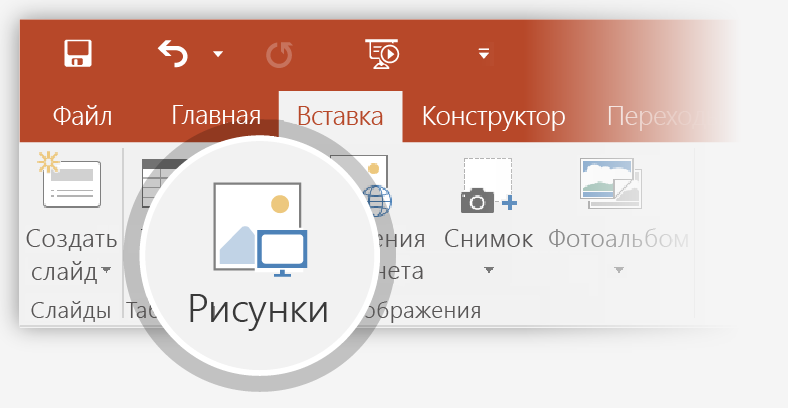 Файл Главная Вставка Конструктор
Рисунки
Создать слайд
Снимок
Фотоальбом
Слайды